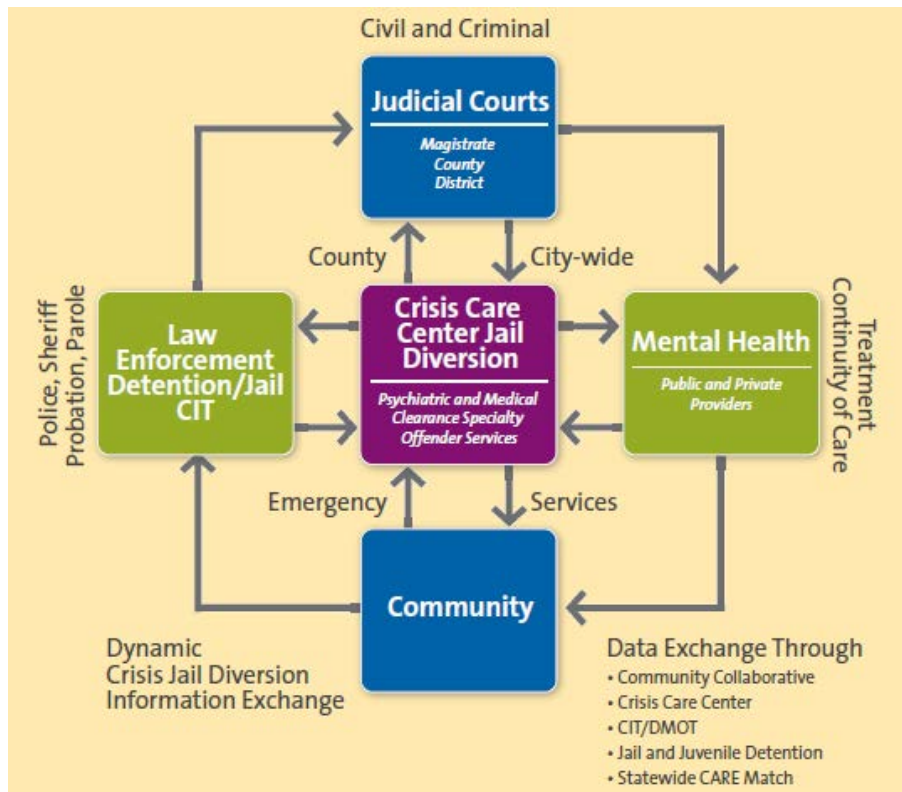 Civil and Criminal
Judicial Courts
Magistrate
County
District
County
City-wide
Police, Sheriff
Probation, Parole
Law
Enforcement
Detention/Jail
CIT
Crisis Care
Center Jail
Diversion
Psychiatric and Medical
Clearance Specialty
Offender Services
Mental Health
Public and Private
Providers
Treatment
Continuity of Care
Emergency
Services
Community
Dynamic
Crisis Jail Diversion
Information Exchange
Data Exchange Through
• Community Collaborative
• Crisis Care Center
• CIT/DMOT
• Jail and Juvenile Detention
• Statewide CARE Match